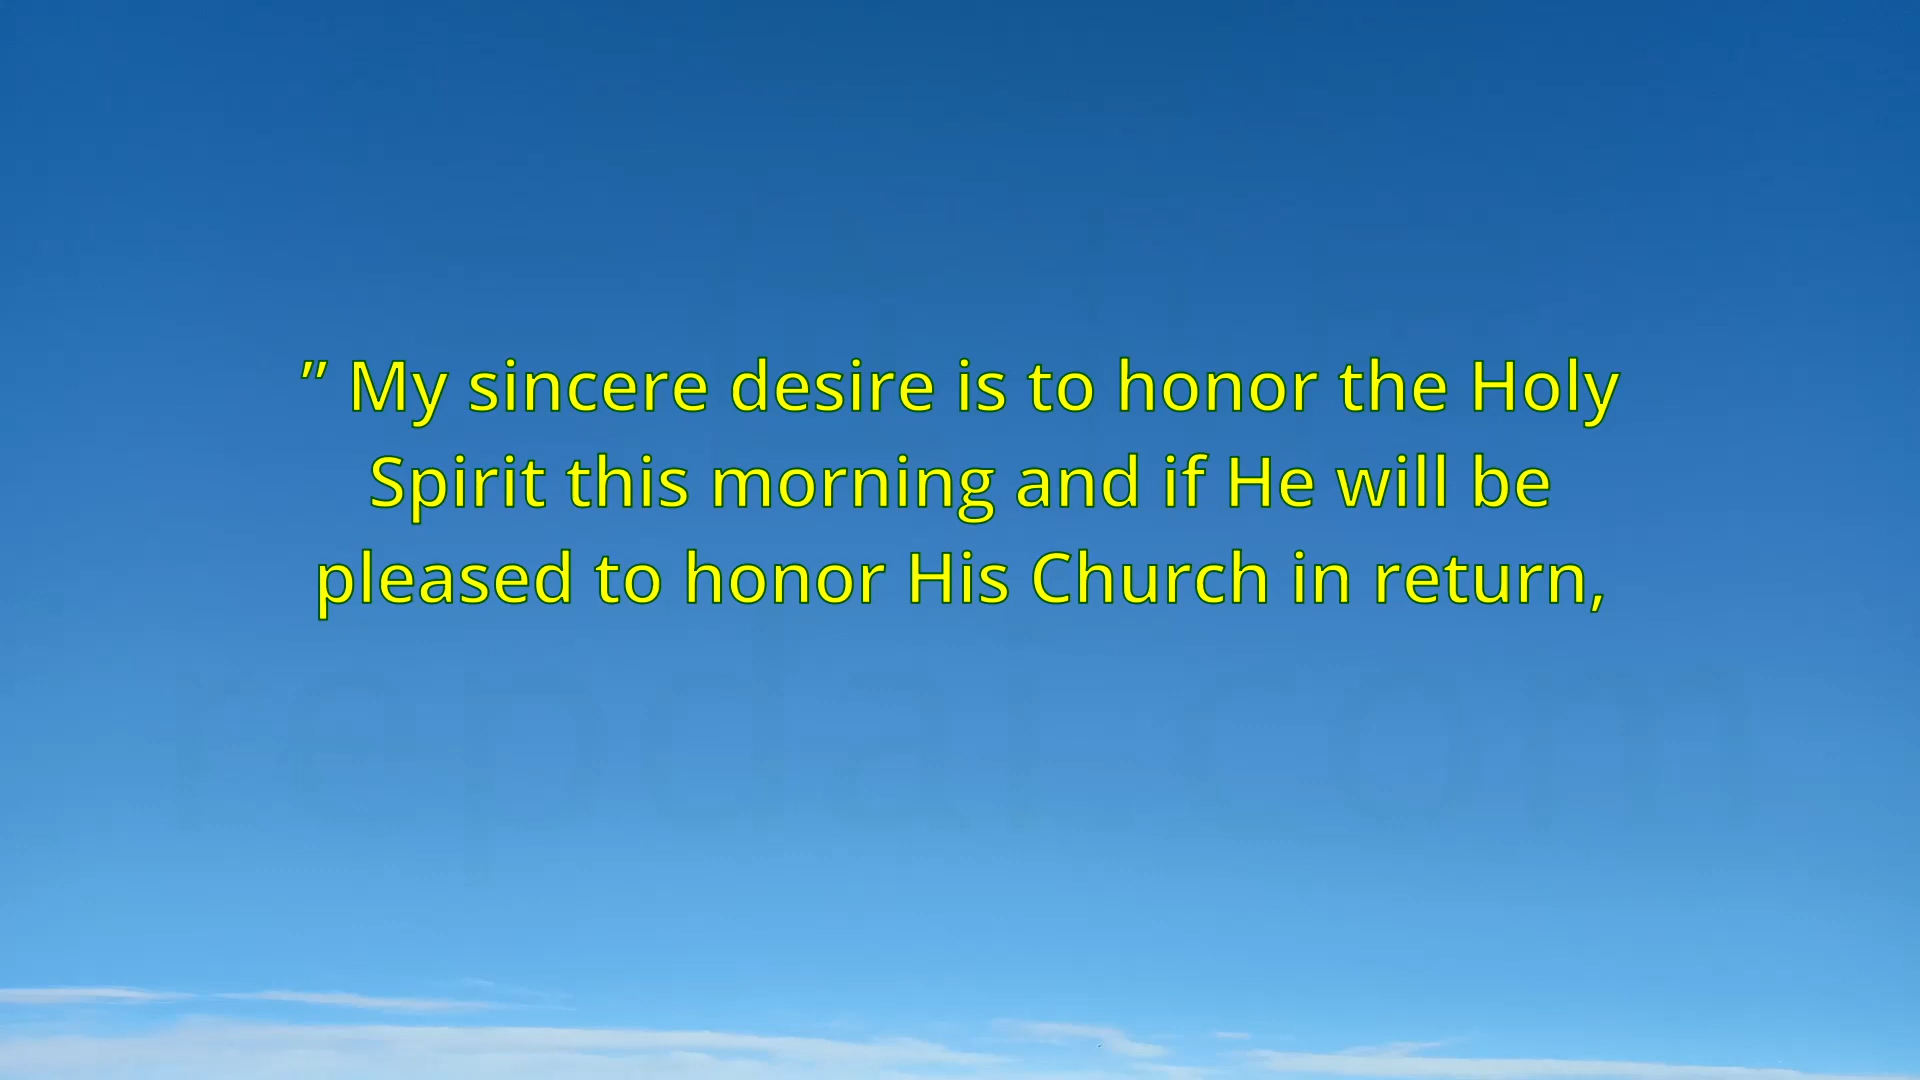 ” My sincere desire is to honor the Holy
Spirit this morning and if He will be
pleased to honor His Church in return,